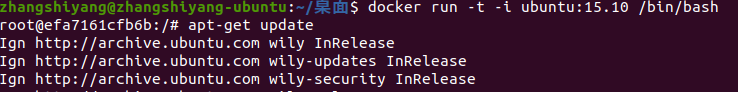 zhangshiyang@zhangshiyang-ubuntu:~/桌面$ docker run -t -i ubuntu:15.10 /bin/bash
root@efa7161cfb6b:/# apt-get update
Ign http://archive.ubuntu.com wily InRelease
Ign http://archive.ubuntu.com wily-updates InRelease
Ign http://archive.ubuntu.com wily-security InRelease